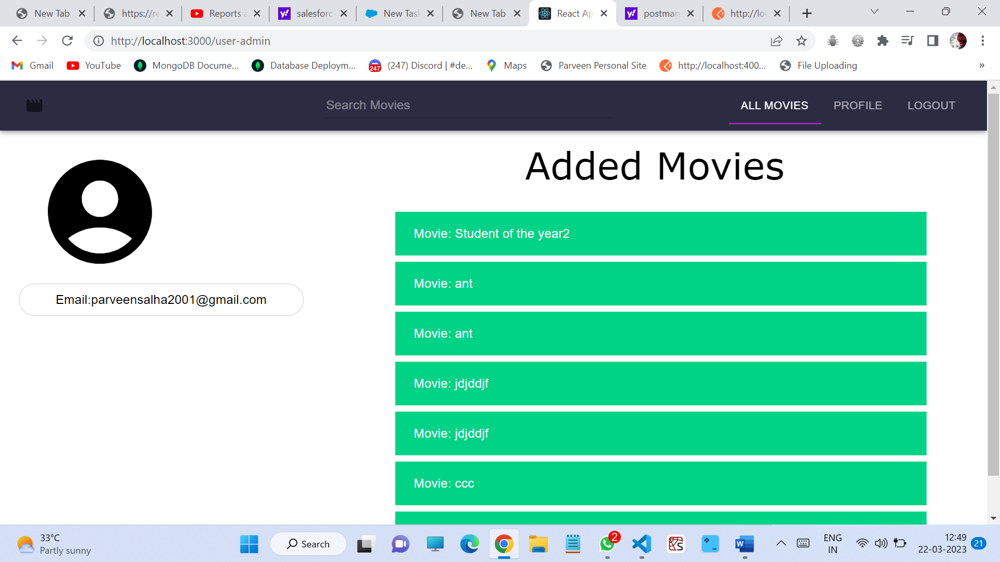 New Tab https://re Reports a salesforc New Task New Tab React Ap postman http://loc
http://localhost:3000/user-admin
Gmail YouTube MongoDB Docume... Database Deploym... (247) Discord | #de... Maps Parveen Personal Site http://localhost:400... File Uploading »
247
Search Movies ALL MOVIES PROFILE LOGOUT
Added Movies
Movie: Student of the year2
Movie: ant
Email:parveensalha2001@gmail.com
Movie: ant
Movie: jdjddjf
Movie: jdjddjf
Movie: ccc
33°C
Partly sunny
Search
2
ENG
IN
12:49
22-03-2023
21